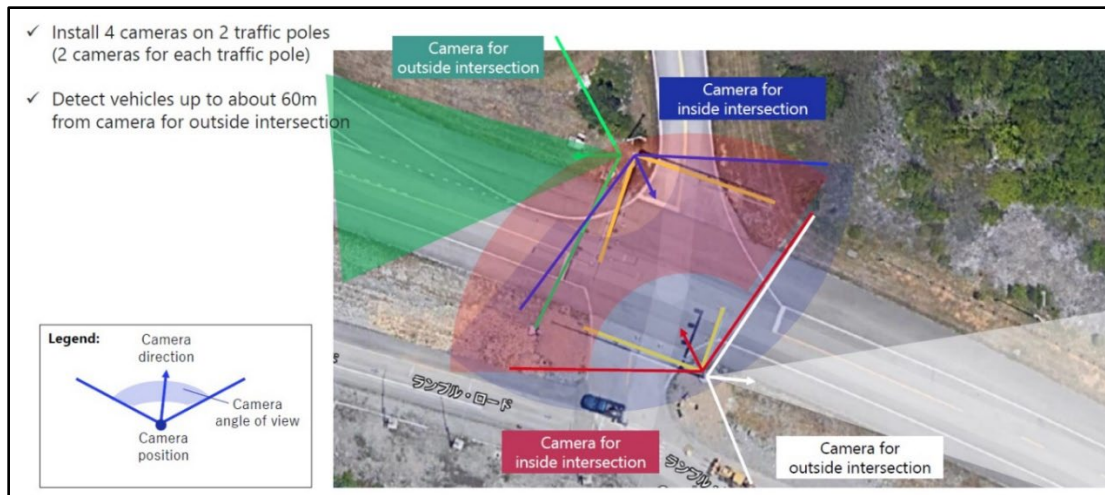 ✓ Install 4 cameras on 2 traffic poles
(2 cameras for each traffic pole)
✓ Detect vehicles up to about 60m
from camera for outside intersection
Camera for
outside intersection
Camera for
inside intersection
Legend:
Camera
direction
Camera
angle of view
Camera
position
ランブル・ロード
Camera for
inside intersection
Camera for
outside intersection